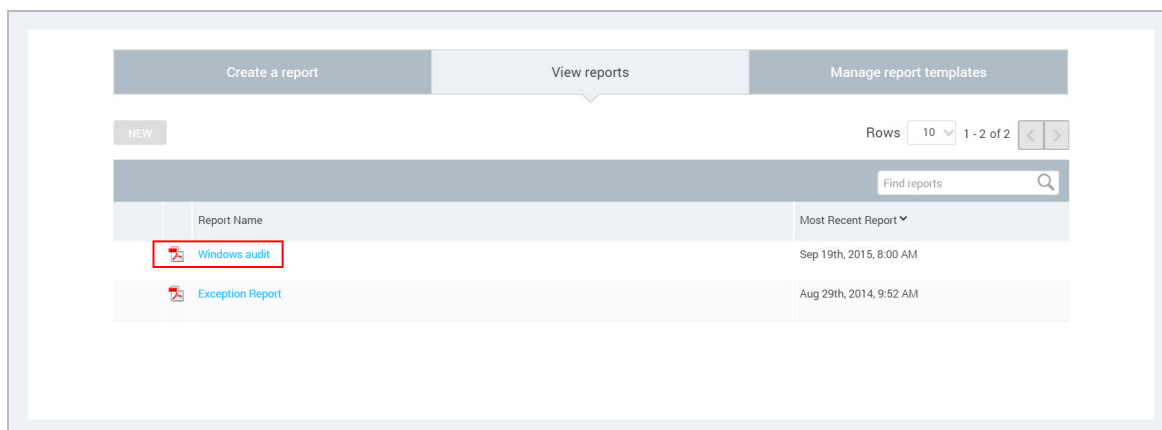 Create a report View reports Manage report templates
NEW Rows 10 1 - 2 of 2
Find reports
Report Name Most Recent Report
Windows audit Sep 19th, 2015, 8:00 AM
Exception Report Aug 29th, 2014, 9:52 AM